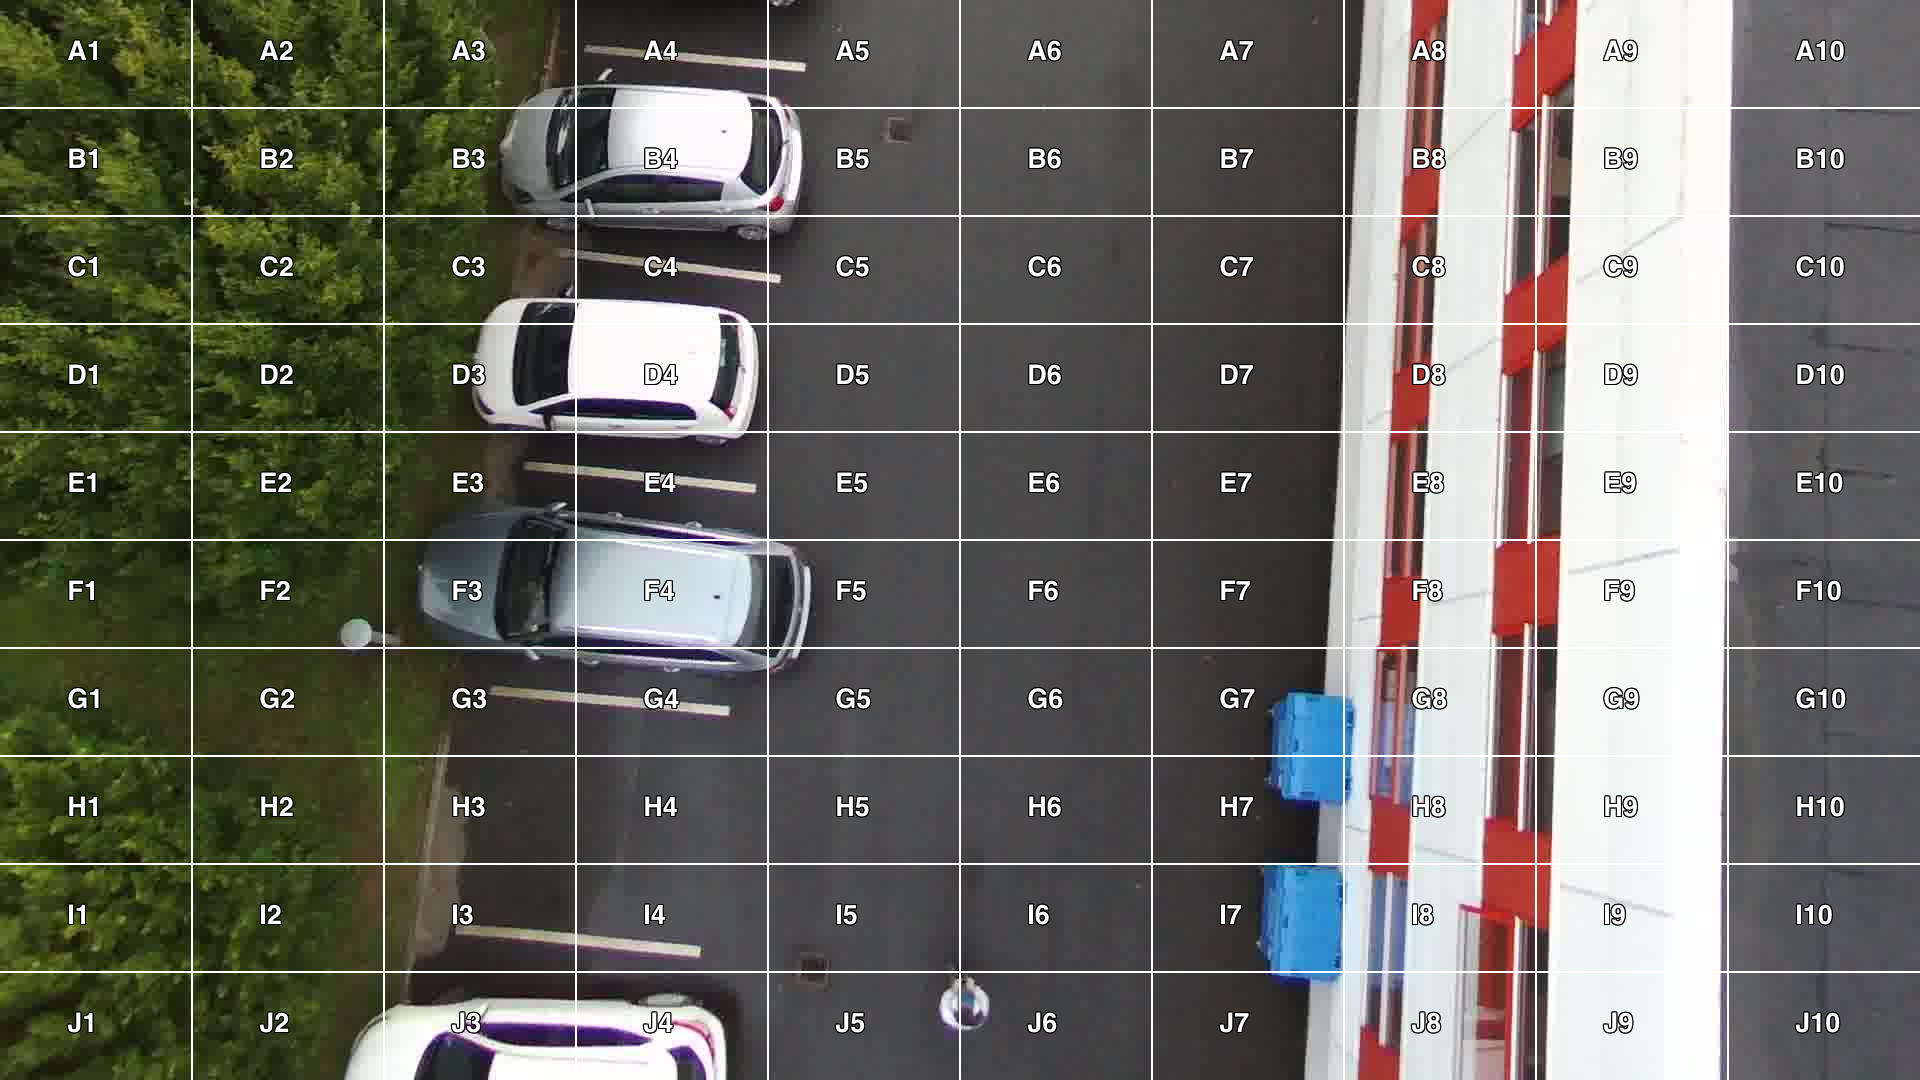 A1 A2 A3 A4 A5 A6 A7 A8 A9 A10
B1 B2 B3 B4 B5 B6 B7 B8 B9 B10
C1 C2 C3 C4 C5 C6 C7 C8 C9 C10
D1 D2 D3 D4 D5 D6 D7 D8 D9 D10
E1 E2 E3 E4 E5 E6 E7 E8 E9 E10
F1 F2 F3 F4 F5 F6 F7 F8 F9 F10
G1 G2 G3 G4 G5 G6 G7 G8 G9 G10
H1 H2 H3 H4 H5 H6 H7 H8 H9 H10
I1 I2 I3 I4 I5 I6 I7 I8 I9 I10
J1 J2 J3 J4 J5 J6 J7 J8 J9 J10